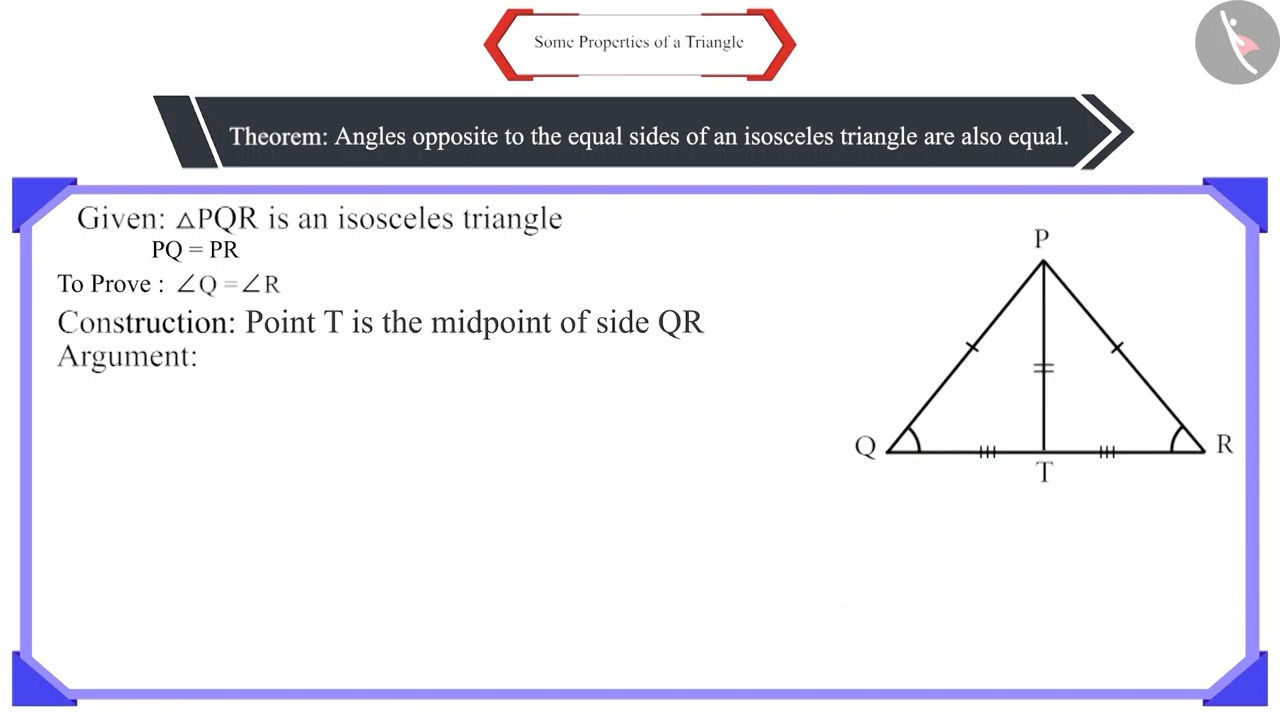 Some Properties of a Triangle
Theorem: Angles opposite to the equal sides of an isosceles triangle are also equal.
Given: △PQR is an isosceles triangle
PQ = PR
To Prove : ∠Q = ∠R
Construction: Point T is the midpoint of side QR
Argument:
P
Q
R
T